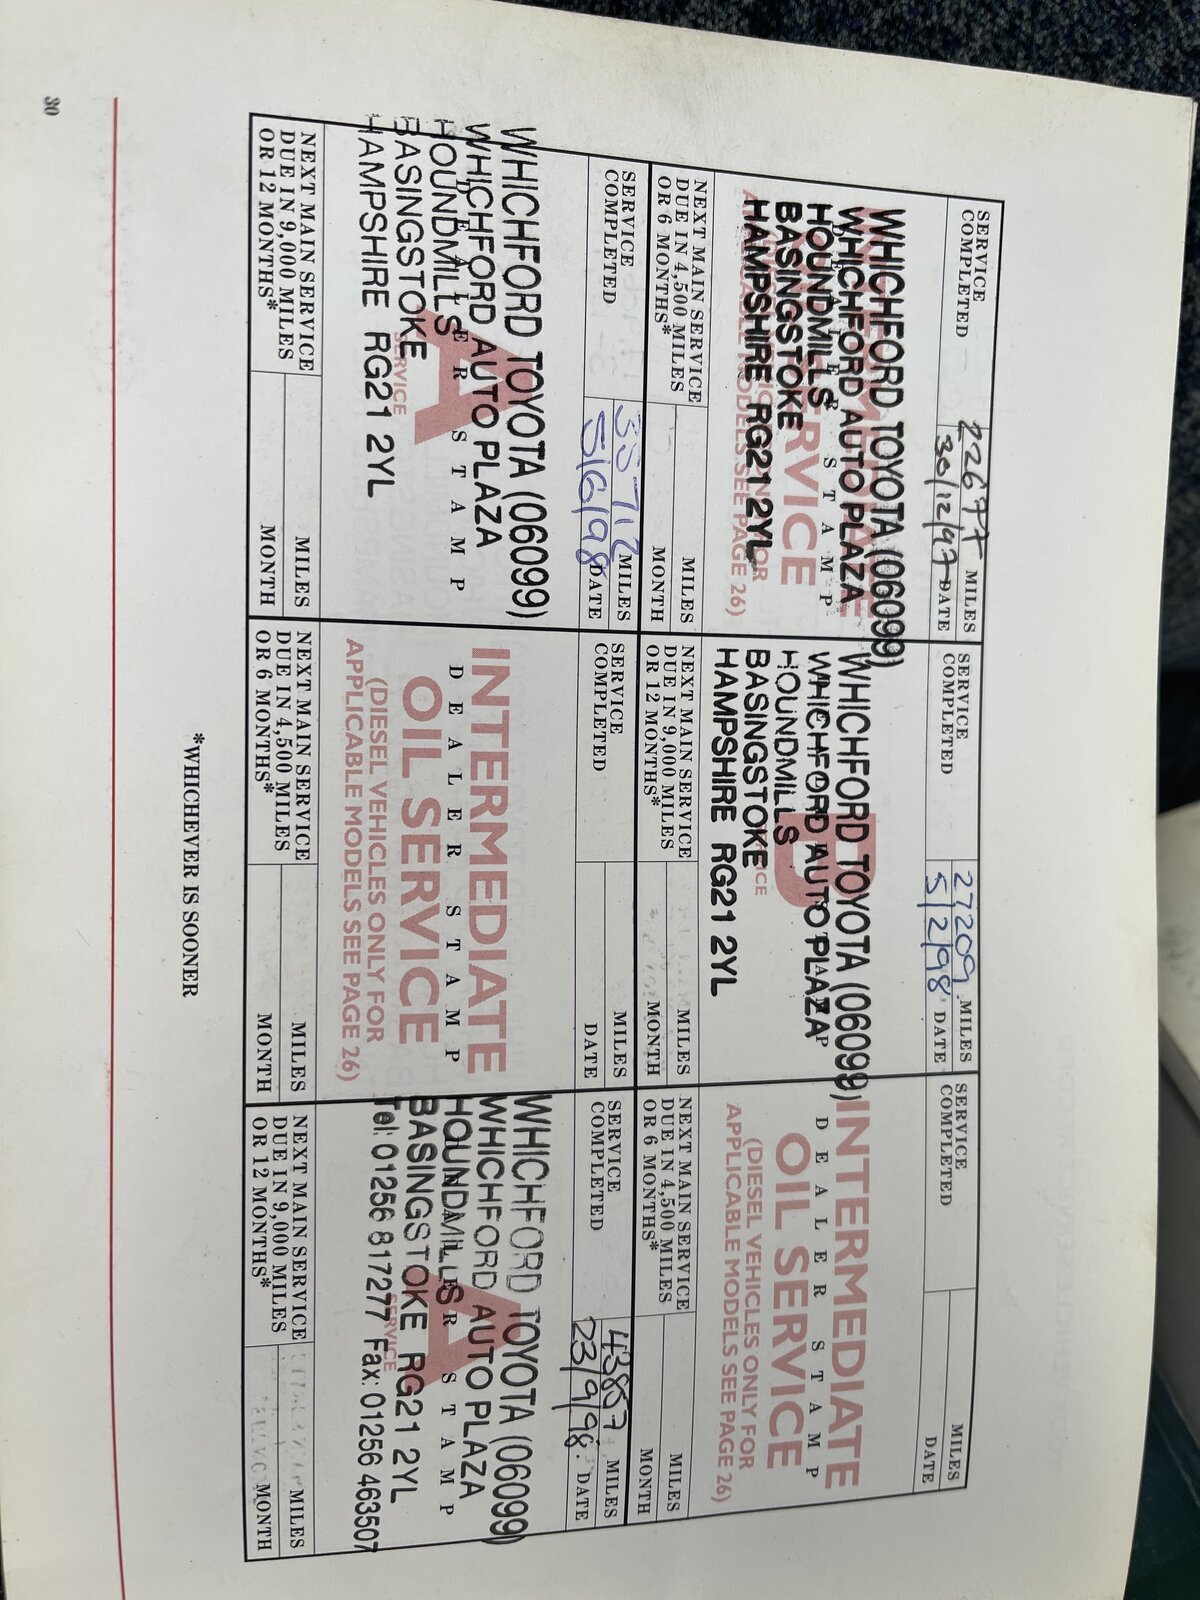 SERVICE COMPLETED 22677 MILES
30/12/97 DATE
INTERMEDIATE
OIL SERVICE
DEALER STAMP
WHICHFORD TOYOTA (06099)
WHICHFORD AUTO PLAZA
HOUNDMILLS
BASINGSTOKE
HAMPSHIRE RG21 2YL
APPLICABLE MODELS SEE PAGE 26)
NEXT MAIN SERVICE
DUE IN 4,500 MILES
OR 6 MONTHS*
MILES
MONTH
SERVICE COMPLETED 27209 MILES
5/2/98 DATE
WHICHFORD TOYOTA (06099)
WHICHFORD AUTO PLAZA
HOUNDMILLS
BASINGSTOKE
HAMPSHIRE RG21 2YL
NEXT MAIN SERVICE
DUE IN 9,000 MILES
OR 12 MONTHS*
MILES
MONTH
SERVICE COMPLETED
MILES
DATE
INTERMEDIATE
DEALER STAMP
OIL SERVICE
(DIESEL VEHICLES ONLY FOR
APPLICABLE MODELS SEE PAGE 26)
NEXT MAIN SERVICE
DUE IN 4,500 MILES
OR 6 MONTHS*
MILES
MONTH
SERVICE COMPLETED 35712 MILES
5/6/98 DATE
WHICHFORD TOYOTA (06099)
WHICHFORD AUTO PLAZA
DEALER STAMP
HOUNDMILLS
A
BASINGSTOKE
SERVICE
HAMPSHIRE RG21 2YL
NEXT MAIN SERVICE
DUE IN 9,000 MILES
OR 12 MONTHS*
MILES
MONTH
SERVICE COMPLETED
MILES
DATE
INTERMEDIATE
DEALER STAMP
OIL SERVICE
(DIESEL VEHICLES ONLY FOR
APPLICABLE MODELS SEE PAGE 26)
NEXT MAIN SERVICE
DUE IN 4,500 MILES
OR 6 MONTHS*
MILES
MONTH
SERVICE COMPLETED 43857 MILES
23/9/98. DATE
WHICHFORD TOYOTA (06099)
WHICHFORD AUTO PLAZA
HOUNDMILLS
DEALER STAMP
A
BASINGSTOKE RG21 2YL
SERVICE
Tel: 01256 817277 Fax: 01256 463507
NEXT MAIN SERVICE
DUE IN 9,000 MILES
OR 12 MONTHS*
MILES
MONTH
*WHICHEVER IS SOONER
30